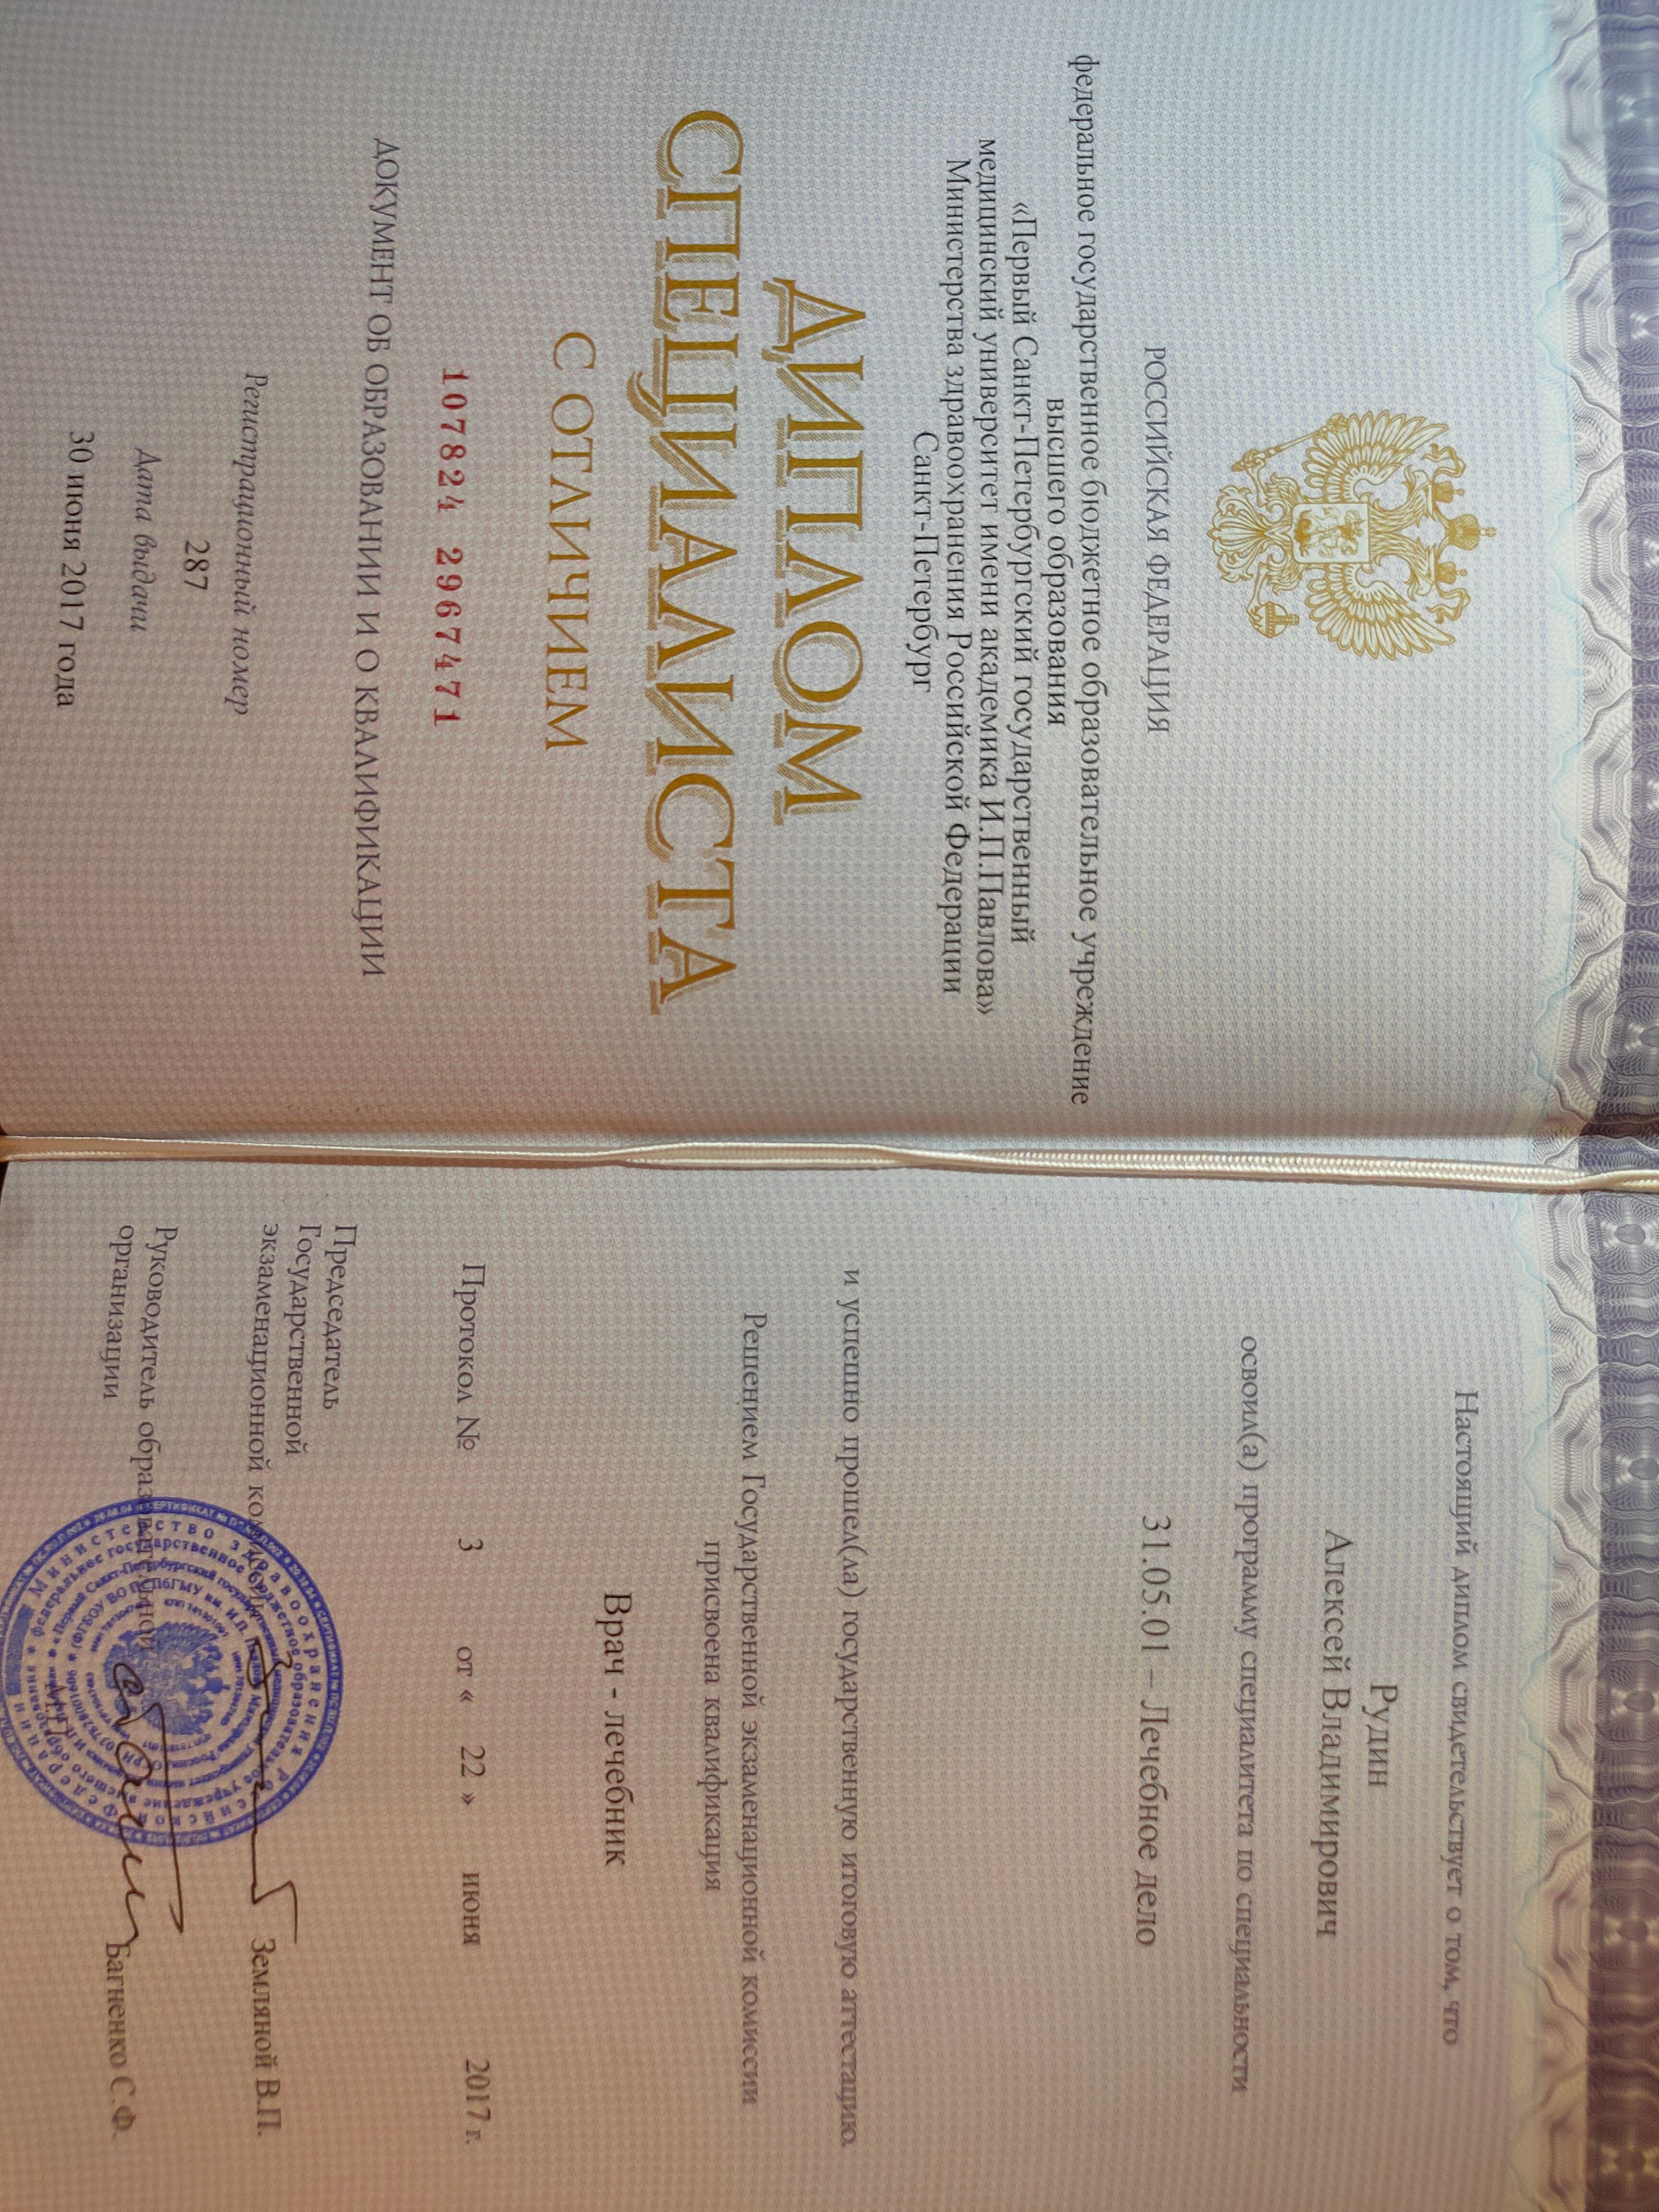 РОССИЙСКАЯ ФЕДЕРАЦИЯ
федеральное государственное бюджетное образовательное учреждение
высшего образования
«Первый Санкт-Петербургский государственный
медицинский университет имени академика И.П.Павлова»
Министерства здравоохранения Российской Федерации
Санкт-Петербург
ДИПЛОМ
СПЕЦИАЛИСТА
С ОТЛИЧИЕМ
107824 2967471
ДОКУМЕНТ ОБ ОБРАЗОВАНИИ И О КВАЛИФИКАЦИИ
Регистрационный номер
287
Дата выдачи
30 июня 2017 года
Настоящий диплом свидетельствует о том, что
Рудин
Алексей Владимирович
освоил(а) программу специалитета по специальности
31.05.01 – Лечебное дело
и успешно прошел(ла) государственную итоговую аттестацию.
Решением Государственной экзаменационной комиссии
присвоена квалификация
Врач - лечебник
Протокол № 3 от « 22 » июня 2017 г.
Председатель
Государственной
экзаменационной комиссии
Земляной В.П.
Руководитель образовательной
организации
Багненко С.Ф.
М.П.
Министерство здравоохранения Российской Федерации